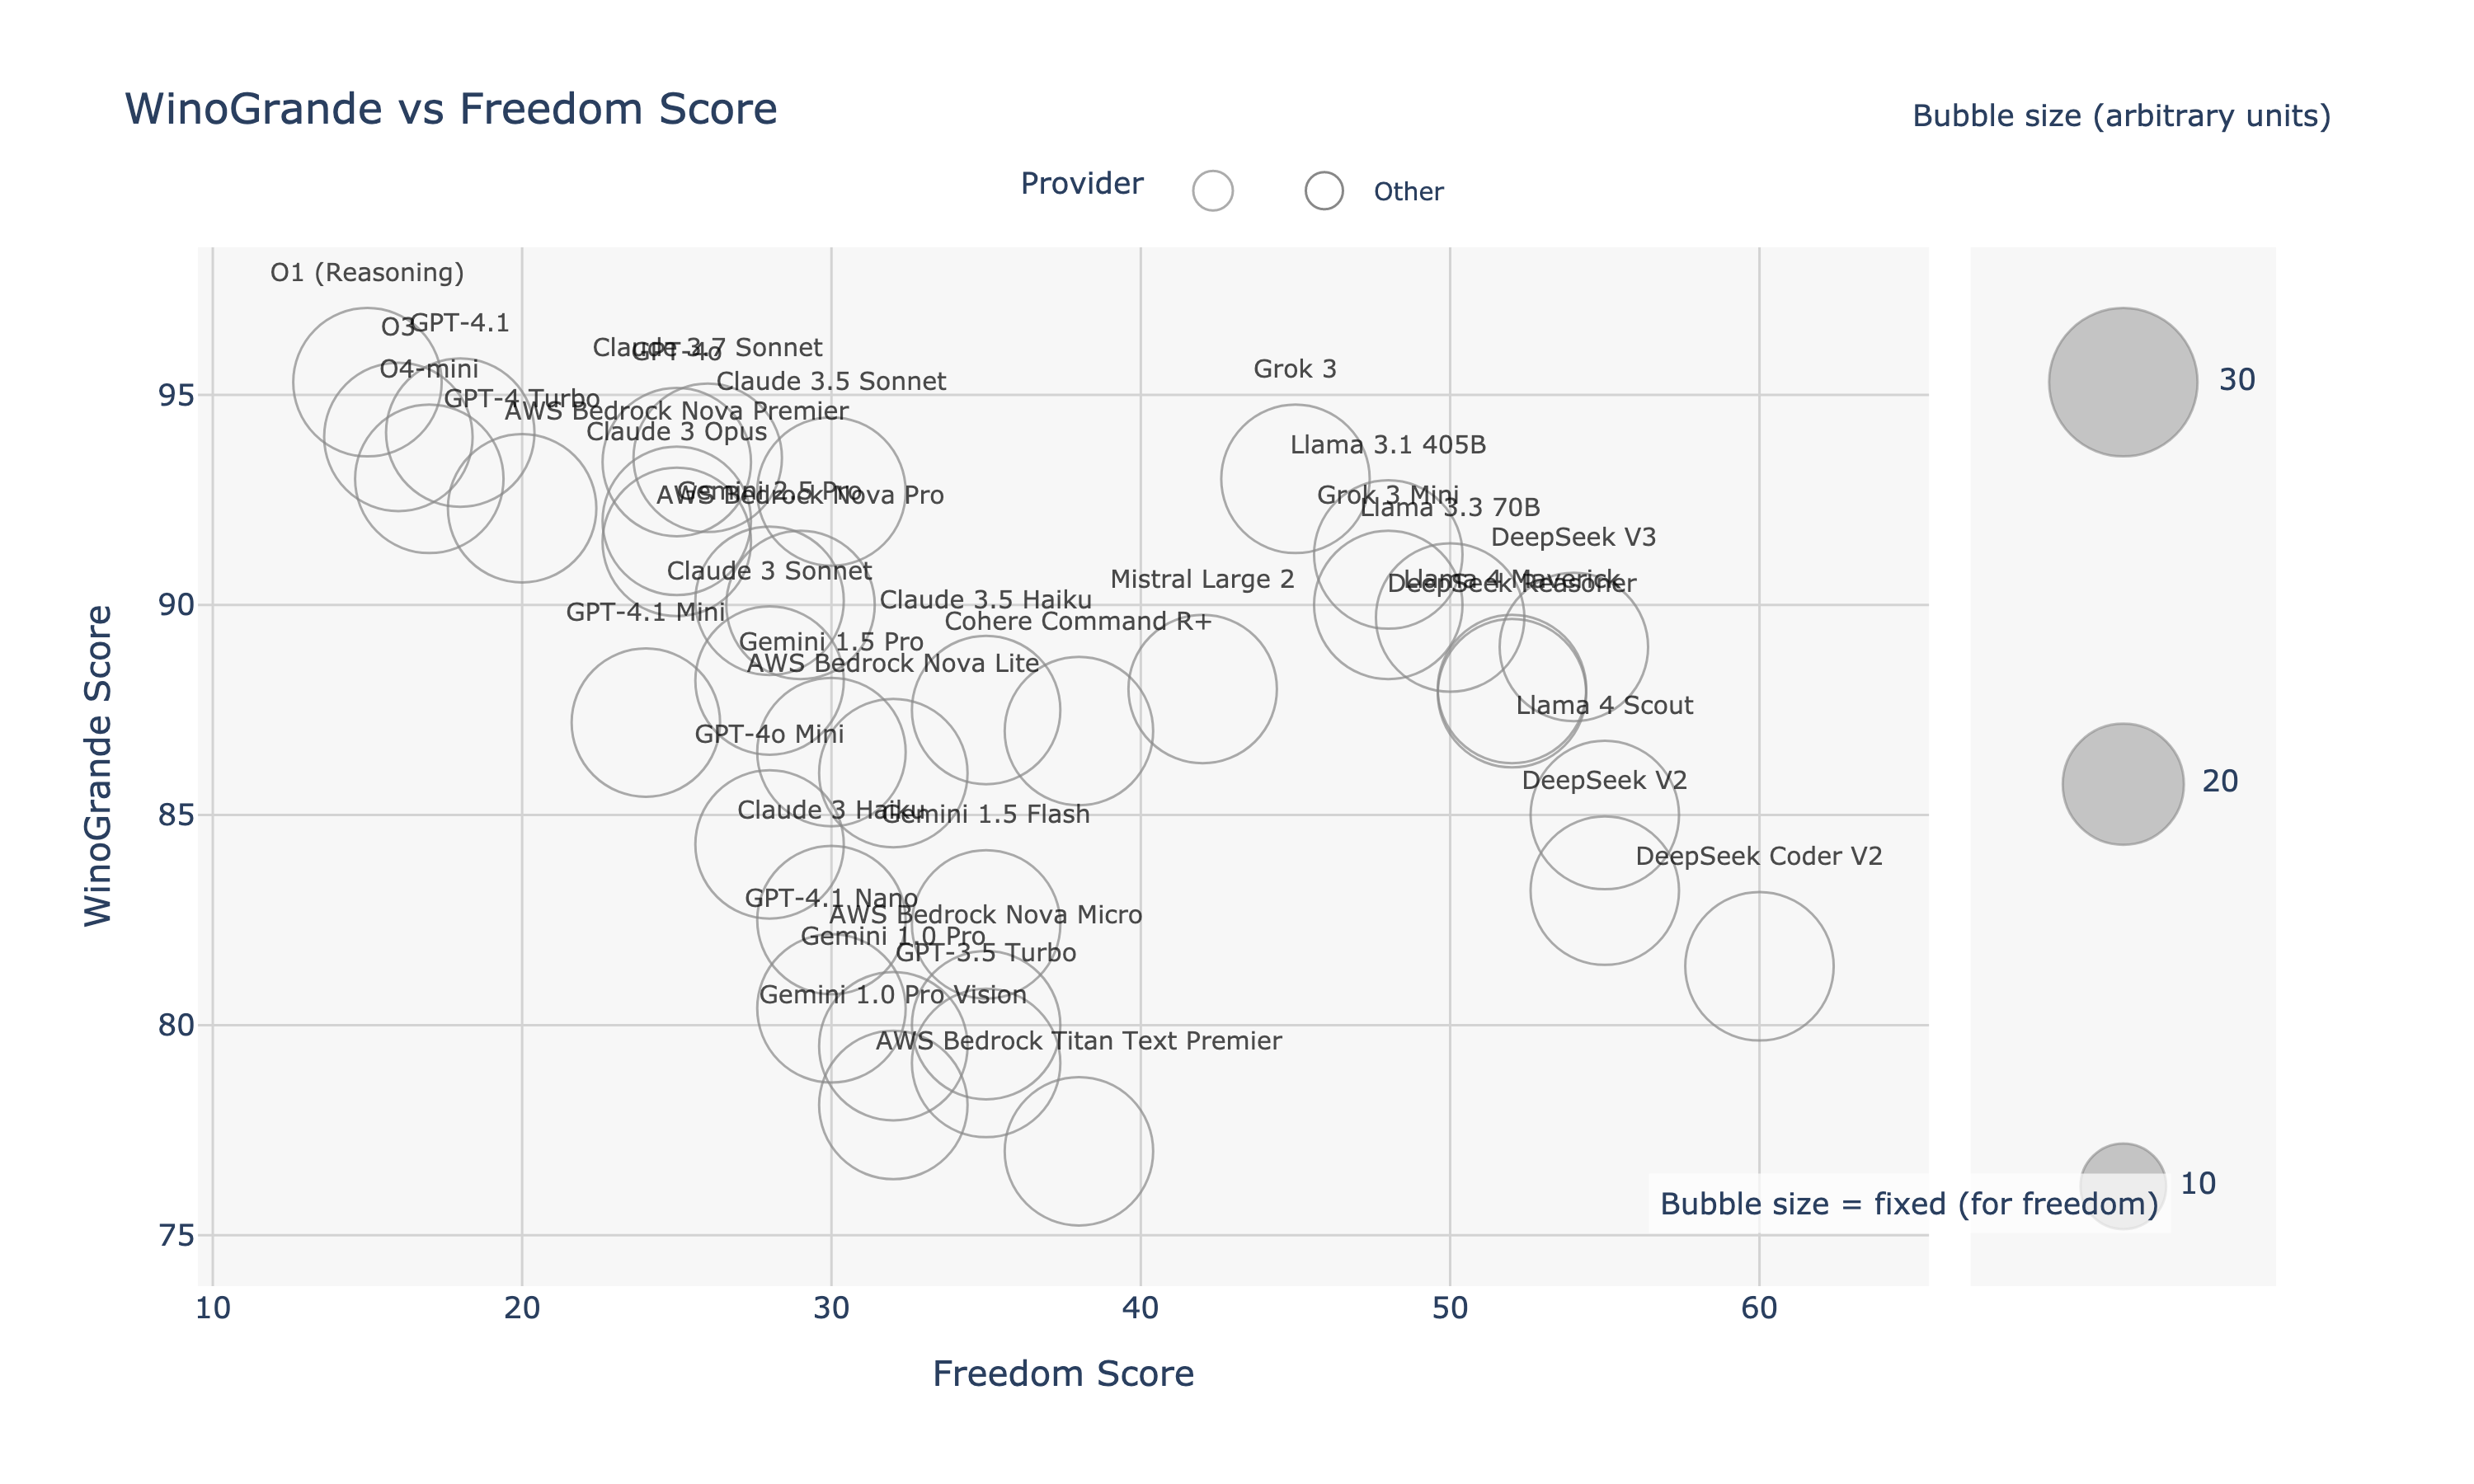 WinoGrande vs Freedom Score
Bubble size (arbitrary units)
Provider
Other
O1 (Reasoning)
O3
GPT-4.1
O4-mini
Claude 3.7 Sonnet
GPT-4o
Claude 3.5 Sonnet
GPT-4 Turbo
AWS Bedrock Nova Premier
Claude 3 Opus
Gemini 2.5 Pro
AWS Bedrock Nova Pro
Claude 3 Sonnet
GPT-4.1 Mini
Claude 3.5 Haiku
Cohere Command R+
Gemini 1.5 Pro
AWS Bedrock Nova Lite
GPT-4o Mini
Claude 3 Haiku
Gemini 1.5 Flash
GPT-4.1 Nano
AWS Bedrock Nova Micro
Gemini 1.0 Pro
GPT-3.5 Turbo
Gemini 1.0 Pro Vision
AWS Bedrock Titan Text Premier
Grok 3
Llama 3.1 405B
Grok 3 Mini
Llama 3.3 70B
DeepSeek V3
Mistral Large 2
Llama 4 Maverick
DeepSeek Reasoner
Llama 4 Scout
DeepSeek V2
DeepSeek Coder V2
95
90
85
80
75
WinoGrande Score
10
20
30
40
50
60
Freedom Score
30
20
10
Bubble size = fixed (for freedom)